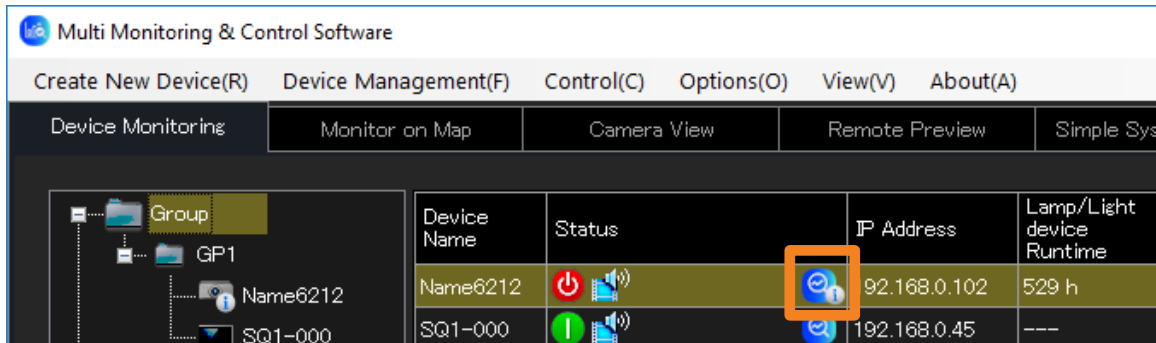 Multi Monitoring & Control Software
Create New Device(R) Device Management(F) Control(C) Options(O) View(V) About(A)
Device Monitoring Monitor on Map Camera View Remote Preview Simple Sys
Group
GP1
Name6212
SQ1-000
Device Name Status IP Address Lamp/Light device Runtime
Name6212 92.168.0.102 529 h
SQ1-000 192.168.0.45 ---